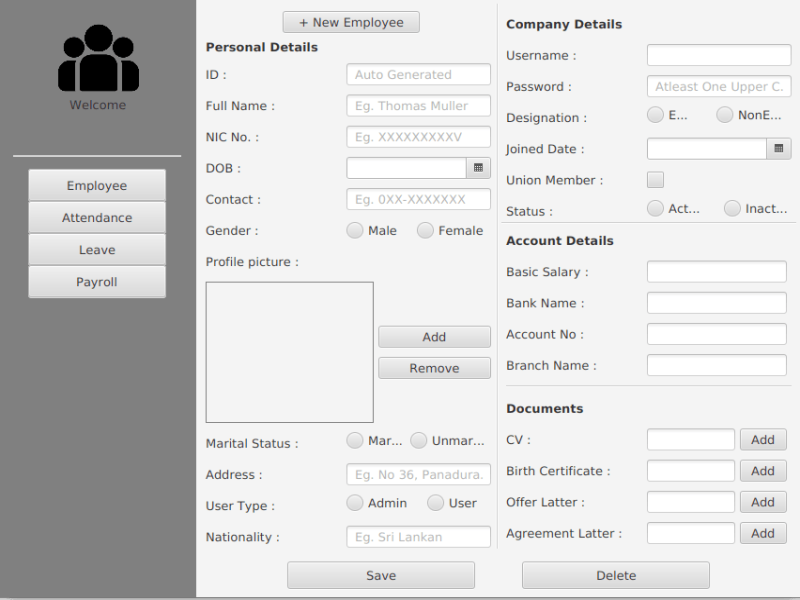 Welcome
Employee
Attendance
Leave
Payroll
+ New Employee
Personal Details
ID : Auto Generated
Full Name : Eg. Thomas Muller
NIC No. : Eg. XXXXXXXXXV
DOB :
Contact : Eg. 0XX-XXXXXXX
Gender : Male Female
Profile picture :
Add
Remove
Marital Status : Mar... Unmar...
Address : Eg. No 36, Panadura.
User Type : Admin User
Nationality : Eg. Sri Lankan
Company Details
Username :
Password : Atleast One Upper C.
Designation : E... NonE...
Joined Date :
Union Member :
Status : Act... Inact...
Account Details
Basic Salary :
Bank Name :
Account No :
Branch Name :
Documents
CV : Add
Birth Certificate : Add
Offer Latter : Add
Agreement Latter : Add
Save Delete